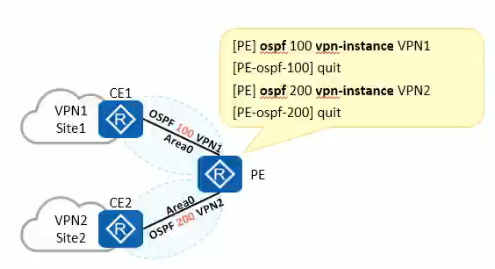 [PE] ospf 100 vpn-instance VPN1
[PE-ospf-100] quit
[PE] ospf 200 vpn-instance VPN2
[PE-ospf-200] quit
CE1
VPN1
Site1
R
OSPF 100 VPN1
Area0
R
PE
CE2
VPN2
Site2
R
Area0
OSPF 200 VPN2